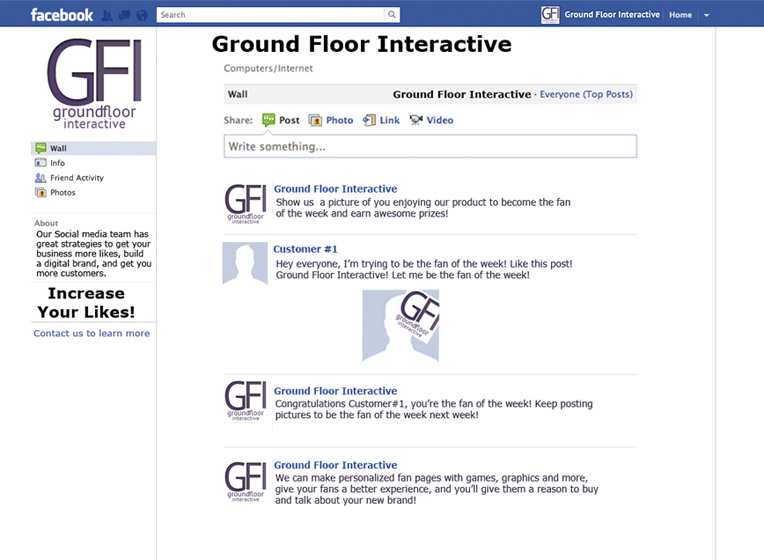 facebook
Search
Ground Floor Interactive
Home
GFI
groundfloor
interactive
Wall
Info
Friend Activity
Photos
About
Our Social media team has
great strategies to get your
business more likes, build
a digital brand, and get you
more customers.
Increase
Your Likes!
Contact us to learn more
Ground Floor Interactive
Computers/Internet
Wall
Ground Floor Interactive · Everyone (Top Posts)
Share: Post Photo Link Video
Write something...
GFI
groundfloor
interactive
Ground Floor Interactive
Show us a picture of you enjoying our product to become the fan
of the week and earn awesome prizes!
Customer #1
Hey everyone, I'm trying to be the fan of the week! Like this post!
Ground Floor Interactive! Let me be the fan of the week!
GFI
groundfloor
interactive
GFI
groundfloor
interactive
Ground Floor Interactive
Congratulations Customer#1, you're the fan of the week! Keep posting
pictures to be the fan of the week next week!
GFI
groundfloor
interactive
Ground Floor Interactive
We can make personalized fan pages with games, graphics and more,
give your fans a better experience, and you'll give them a reason to buy
and talk about your new brand!